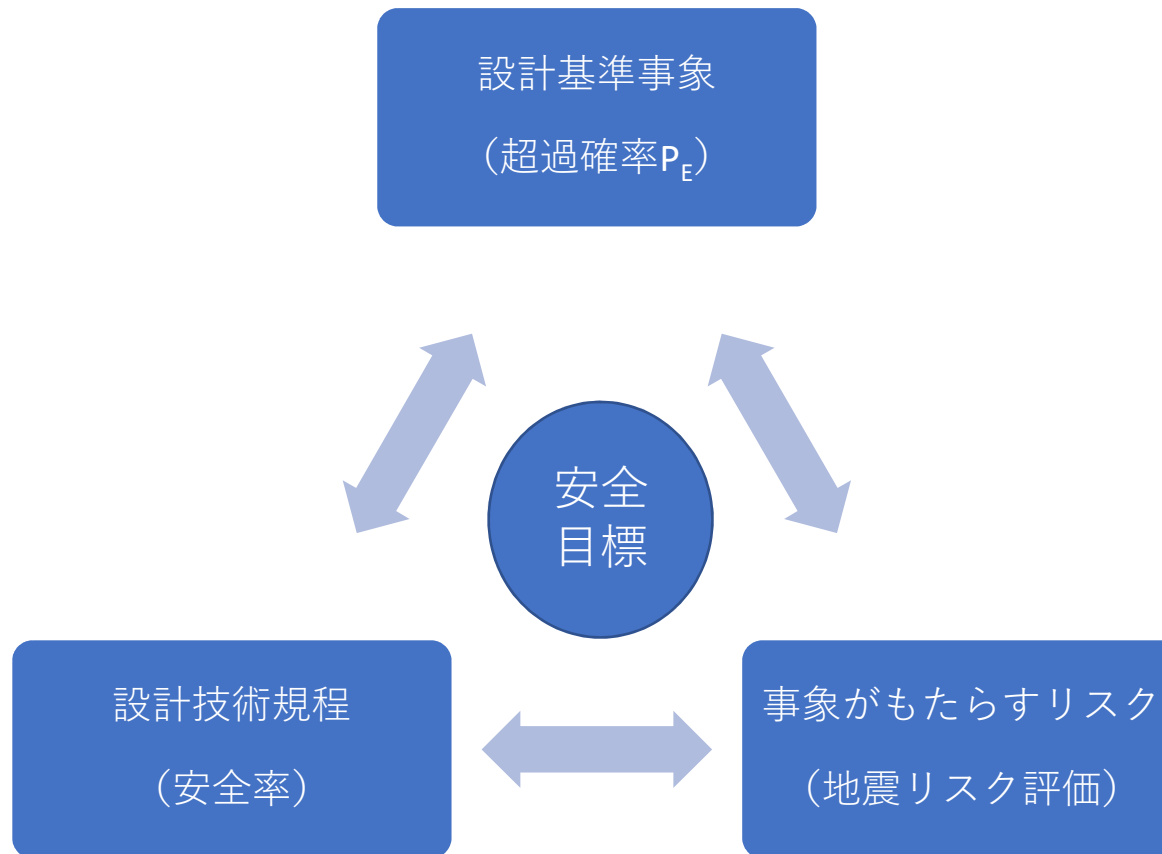 設計基準事象
（超過確率PE）
安全
目標
設計技術規程
（安全率）
事象がもたらすリスク
（地震リスク評価）